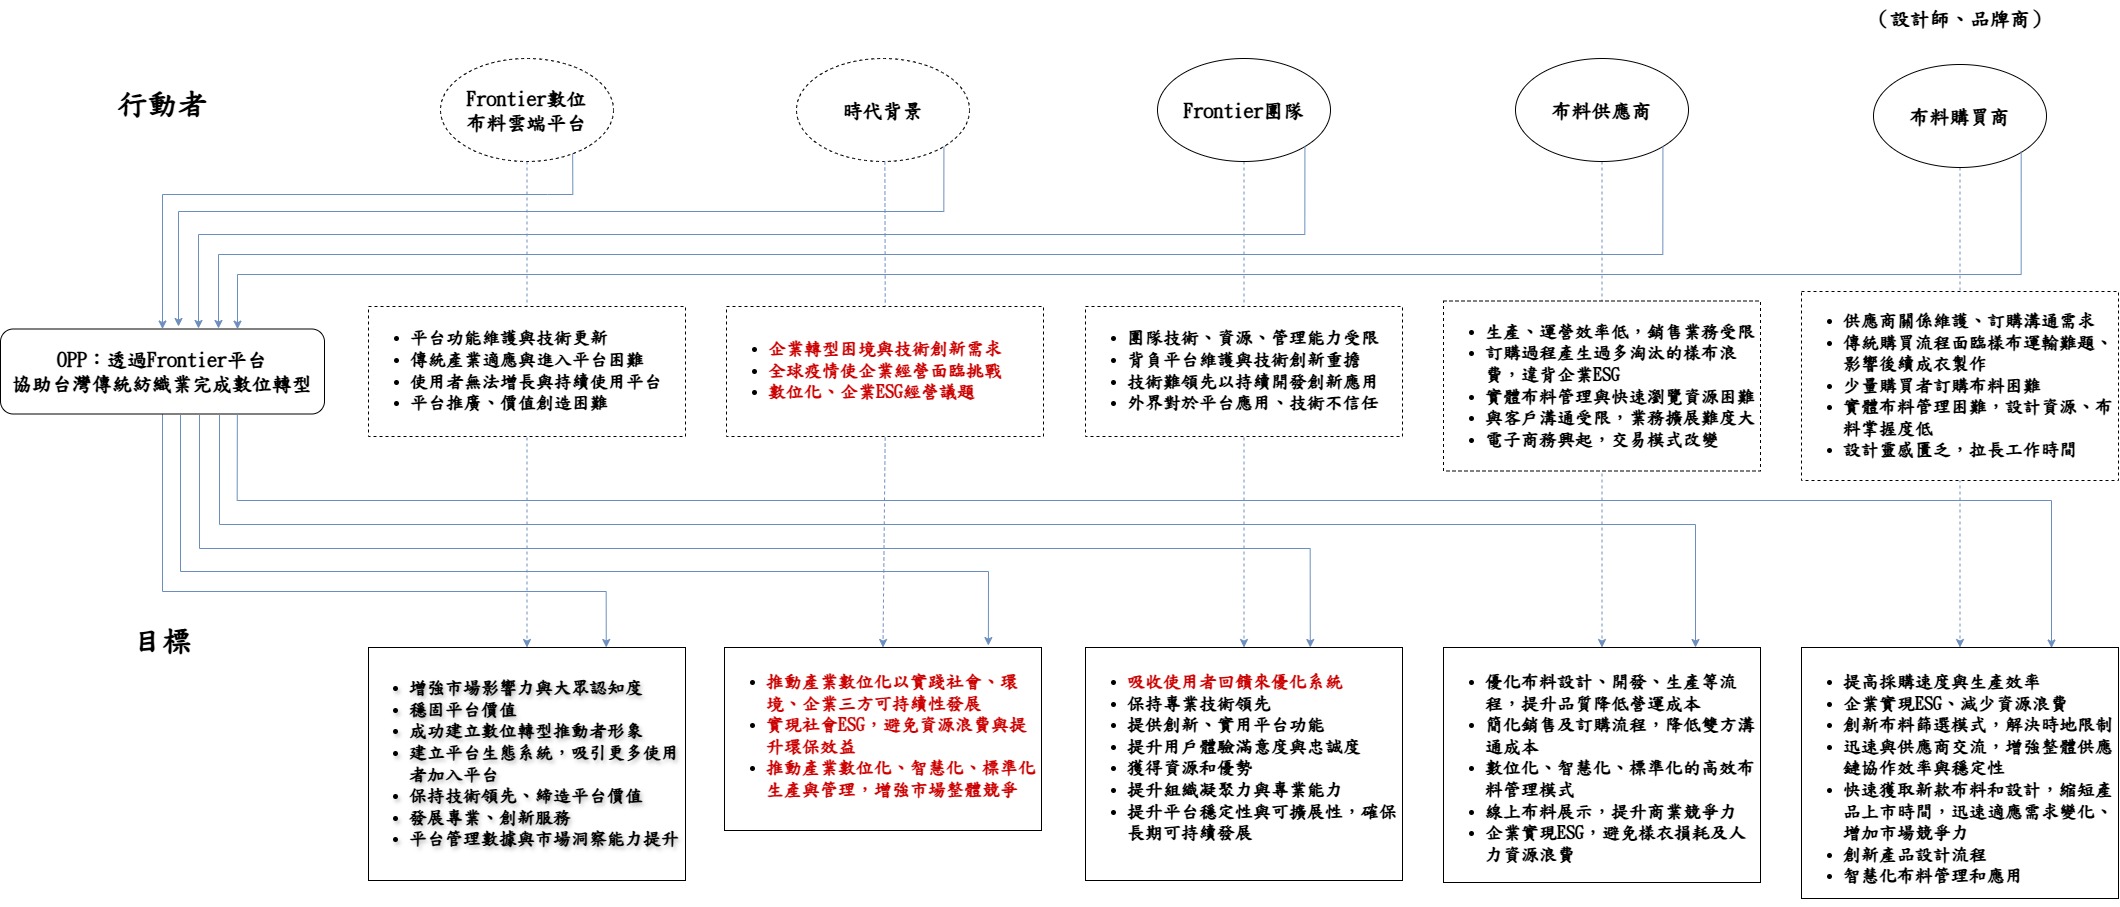 （設計師、品牌商）
行動者
Frontier數位
布料雲端平台
時代背景
Frontier團隊
布料供應商
布料購買商
OPP：透過Frontier平台
協助台灣傳統紡織業完成數位轉型
• 平台功能維護與技術更新
• 傳統產業適應與進入平台困難
• 使用者無法增長與持續使用平台
• 平台推廣、價值創造困難
• 企業轉型困境與技術創新需求
• 全球疫情使企業經營面臨挑戰
• 數位化、企業ESG經營議題
• 團隊技術、資源、管理能力受限
• 背負平台維護與技術創新重擔
• 技術難領先以持續開發創新應用
• 外界對於平台應用、技術不信任
• 生產、運營效率低，銷售業務受限
• 訂購過程產生過多淘汰的樣布浪
費，違背企業ESG
• 實體布料管理與快速瀏覽資源困難
• 與客戶溝通受限，業務擴展難度大
• 電子商務興起，交易模式改變
• 供應商關係維護、訂購溝通需求
• 傳統購買流程面臨樣布運輸難題、
影響後續成衣製作
• 少量購買者訂購布料困難
• 實體布料管理困難，設計資源、布
料掌握度低
• 設計靈感匱乏，拉長工作時間
目標
• 增強市場影響力與大眾認知度
• 穩固平台價值
• 成功建立數位轉型推動者形象
• 建立平台生態系統，吸引更多使用
者加入平台
• 保持技術領先、締造平台價值
• 發展專業、創新服務
• 平台管理數據與市場洞察能力提升
• 推動產業數位化以實踐社會、環
境、企業三方可持續性發展
• 實現社會ESG，避免資源浪費與提
升環保效益
• 推動產業數位化、智慧化、標準化
生產與管理，增強市場整體競爭
• 吸收使用者回饋來優化系統
• 保持專業技術領先
• 提供創新、實用平台功能
• 提升用戶體驗滿意度與忠誠度
• 獲得資源和優勢
• 提升組織凝聚力與專業能力
• 提升平台穩定性與可擴展性，確保
長期可持續發展
• 優化布料設計、開發、生產等流
程，提升品質降低營運成本
• 簡化銷售及訂購流程，降低雙方溝
通成本
• 數位化、智慧化、標準化的高效布
料管理模式
• 線上布料展示，提升商業競爭力
• 企業實現ESG，避免樣衣損耗及人
力資源浪費
• 提高採購速度與生產效率
• 企業實現ESG、減少資源浪費
• 創新布料篩選模式，解決時地限制
• 迅速與供應商交流，增強整體供應
鏈協作效率與穩定性
• 快速獲取新款布料和設計，縮短產
品上市時間，迅速適應需求變化、
增加市場競爭力
• 創新產品設計流程
• 智慧化布料管理和應用